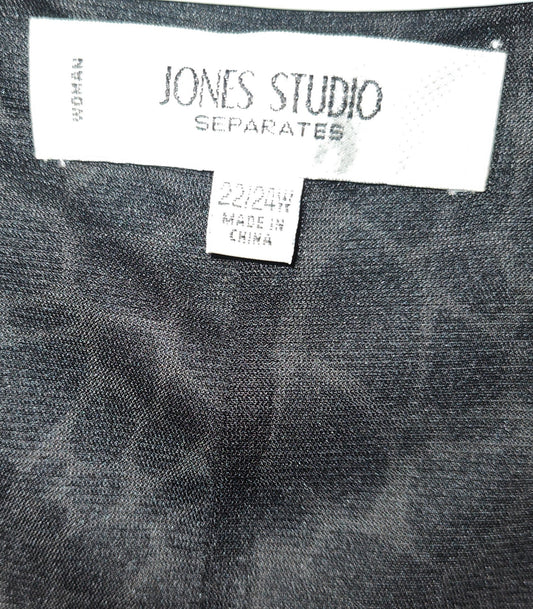 WOMAN
JONES STUDIO
SEPARATES
22/24W
MADE IN
CHINA